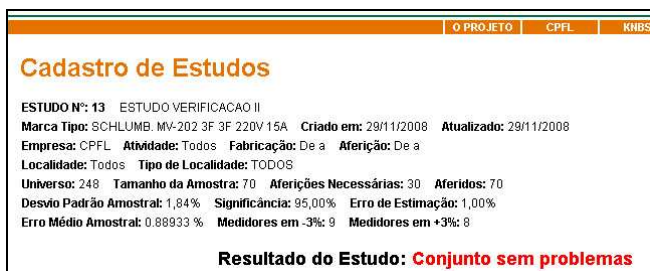 O PROJETO CPFL KNBS
Cadastro de Estudos
ESTUDO Nº: 13 ESTUDO VERIFICACAO II
Marca Tipo: SCHLUMB. MV-202 3F 3F 220V 15A Criado em: 29/11/2008 Atualizado: 29/11/2008
Empresa: CPFL Atividade: Todos Fabricação: De a Aferição: De a
Localidade: Todos Tipo de Localidade: TODOS
Universo: 248 Tamanho da Amostra: 70 Aferições Necessárias: 30 Aferidos: 70
Desvio Padrão Amostral: 1,84% Significância: 95,00% Erro de Estimação: 1,00%
Erro Médio Amostral: 0.88933 % Medidores em -3%: 9 Medidores em +3%: 8
Resultado do Estudo: Conjunto sem problemas